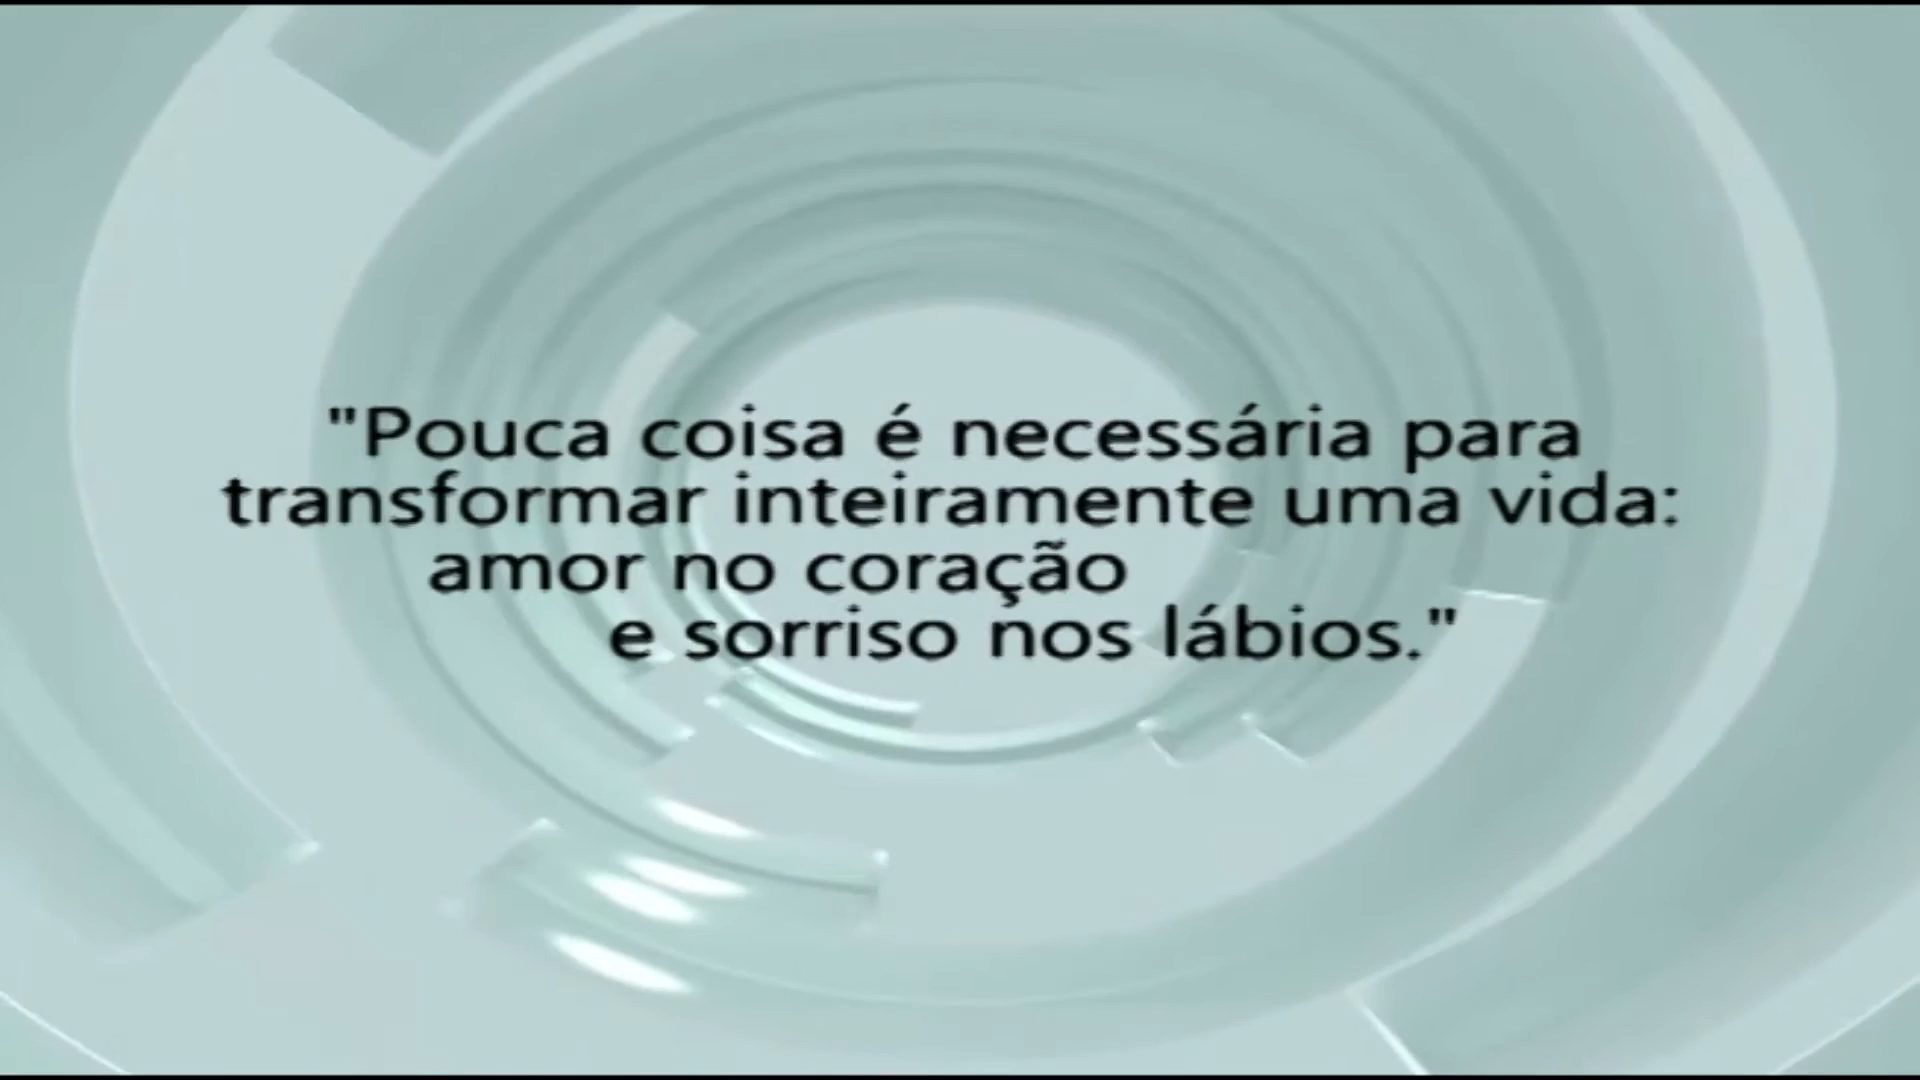 "Pouca coisa é necessária para
transformar inteiramente uma vida:
amor no coração
e sorriso nos lábios."